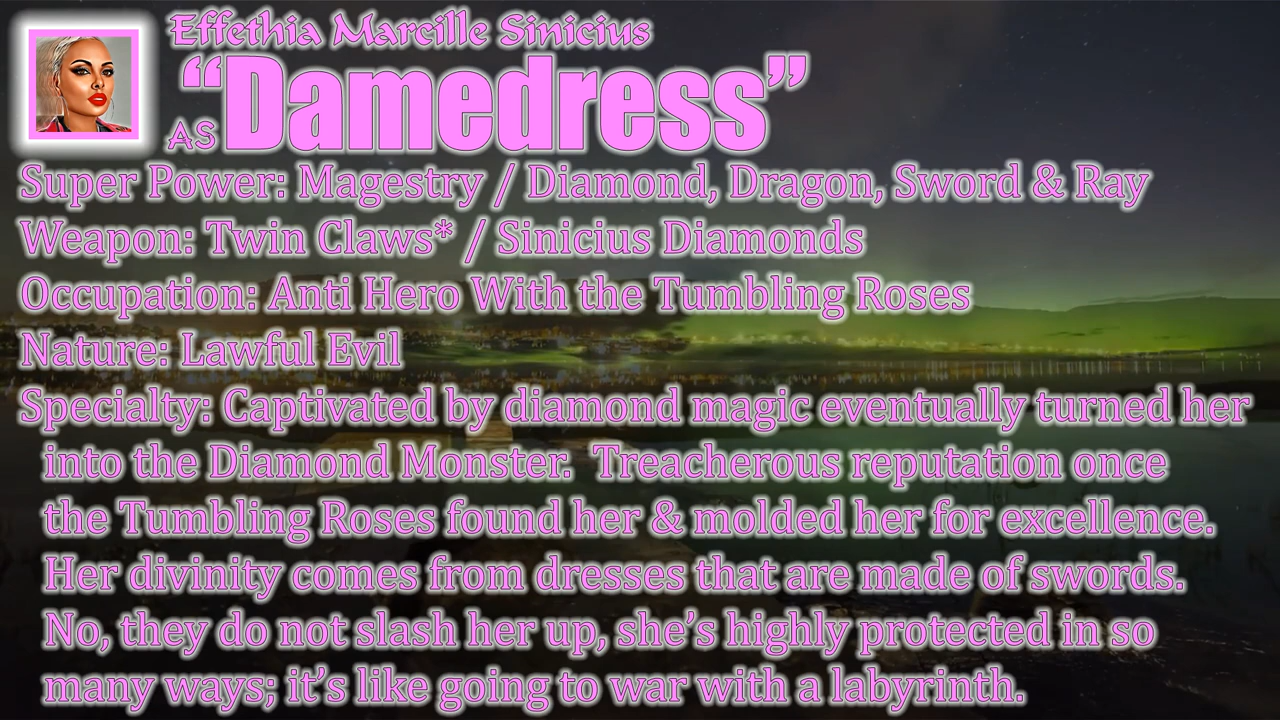 Effethia Marcille Sinicius
AS "Damedress"
Super Power: Magestry / Diamond, Dragon, Sword & Ray
Weapon: Twin Claws* / Sinicius Diamonds
Occupation: Anti Hero With the Tumbling Roses
Nature: Lawful Evil
Specialty: Captivated by diamond magic eventually turned her
into the Diamond Monster.  Treacherous reputation once
the Tumbling Roses found her & molded her for excellence.
Her divinity comes from dresses that are made of swords.
No, they do not slash her up, she's highly protected in so
many ways; it's like going to war with a labyrinth.